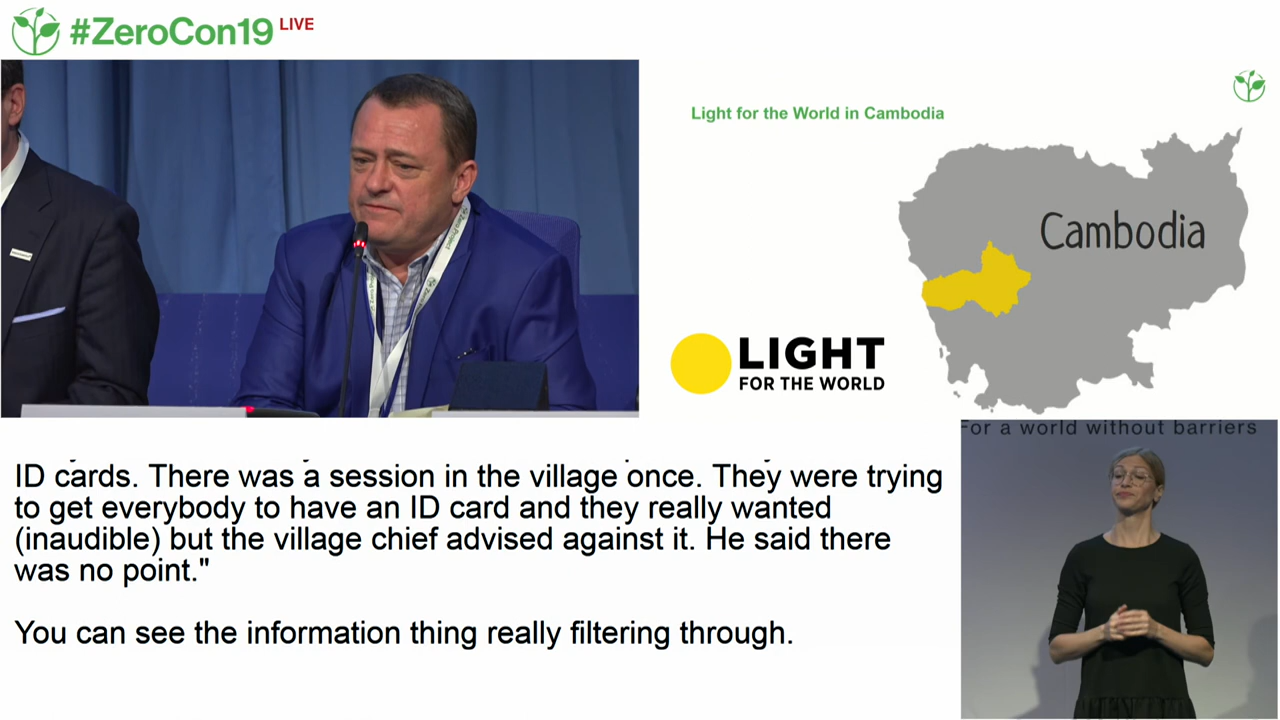 #ZeroCon19 LIVE
Light for the World in Cambodia
Cambodia
LIGHT
FOR THE WORLD
For a world without barriers
ID cards. There was a session in the village once. They were trying
to get everybody to have an ID card and they really wanted
(inaudible) but the village chief advised against it. He said there
was no point."
You can see the information thing really filtering through.